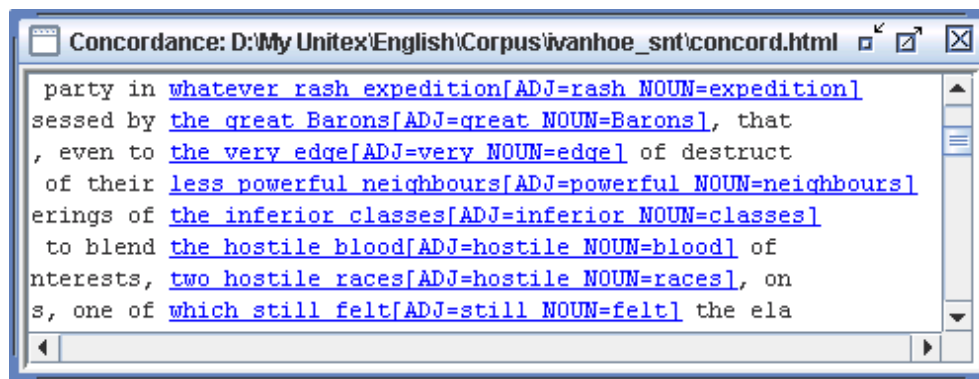 Concordance: D:\My Unitex\English\Corpus\ivanhoe_snt\concord.html
party in whatever rash expedition[ADJ=rash NOUN=expedition]
sessed by the great Barons[ADJ=great NOUN=Barons], that
, even to the very edge[ADJ=very NOUN=edge] of destruct
of their less powerful neighbours[ADJ=powerful NOUN=neighbours]
erings of the inferior classes[ADJ=inferior NOUN=classes]
to blend the hostile blood[ADJ=hostile NOUN=blood] of
nterests, two hostile races[ADJ=hostile NOUN=races], on
s, one of which still felt[ADJ=still NOUN=felt] the ela